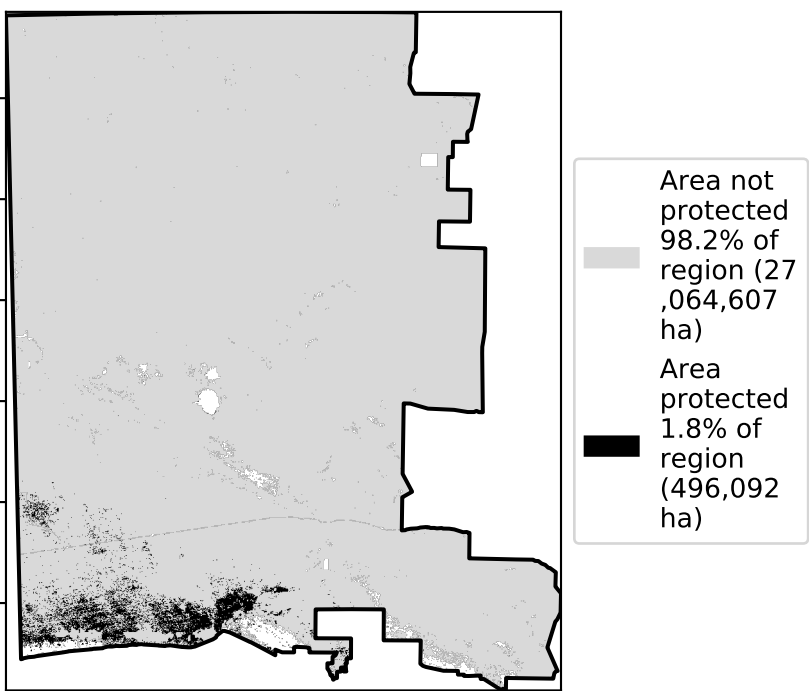 Area not
protected
98.2% of
region (27
,064,607
ha)
Area
protected
1.8% of
region
(496,092
ha)